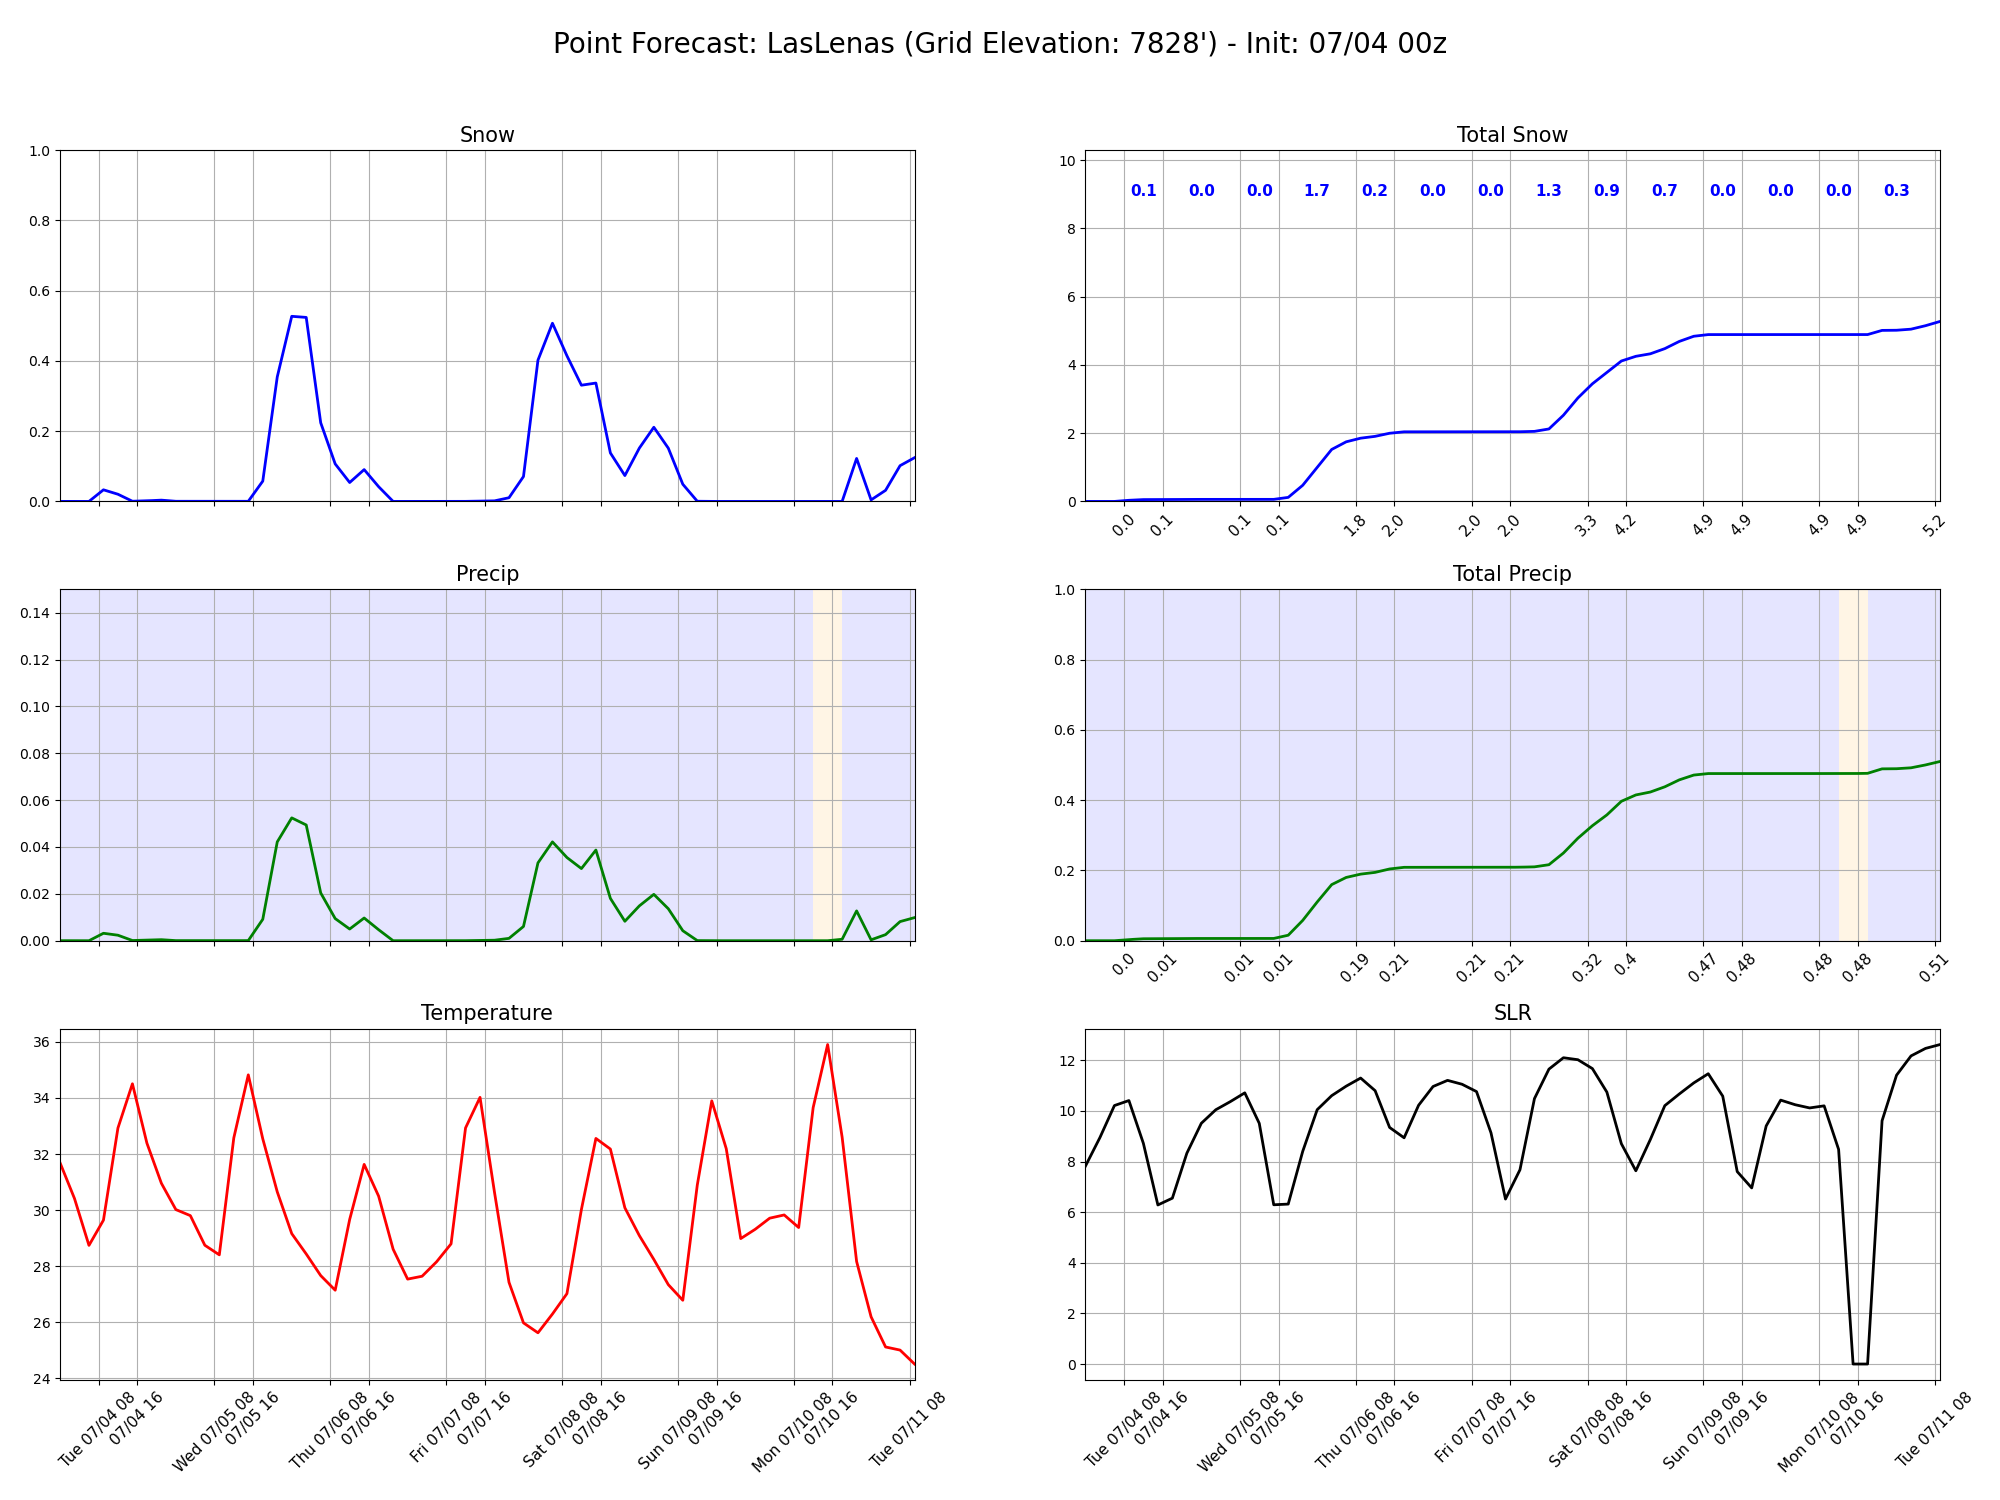 Point Forecast: LasLenas (Grid Elevation: 7828') - Init: 07/04 00z
Snow
1.0
0.8
0.6
0.4
0.2
0.0
Total Snow
10
8
6
4
2
0
0.1 0.0 0.0 1.7 0.2 0.0 0.0 1.3 0.9 0.7 0.0 0.0 0.0 0.3
0.0 0.1 0.1 0.1 1.8 2.0 2.0 2.0 3.3 4.2 4.9 4.9 4.9 4.9 5.2
Precip
0.14
0.12
0.10
0.08
0.06
0.04
0.02
0.00
Total Precip
1.0
0.8
0.6
0.4
0.2
0.0
0.0 0.01 0.01 0.01 0.19 0.21 0.21 0.21 0.32 0.4 0.47 0.48 0.48 0.48 0.51
Temperature
36
34
32
30
28
26
24
Tue 07/04 08
07/04 16
Wed 07/05 08
07/05 16
Thu 07/06 08
07/06 16
Fri 07/07 08
07/07 16
Sat 07/08 08
07/08 16
Sun 07/09 08
07/09 16
Mon 07/10 08
07/10 16
Tue 07/11 08
SLR
12
10
8
6
4
2
0
Tue 07/04 08
07/04 16
Wed 07/05 08
07/05 16
Thu 07/06 08
07/06 16
Fri 07/07 08
07/07 16
Sat 07/08 08
07/08 16
Sun 07/09 08
07/09 16
Mon 07/10 08
07/10 16
Tue 07/11 08